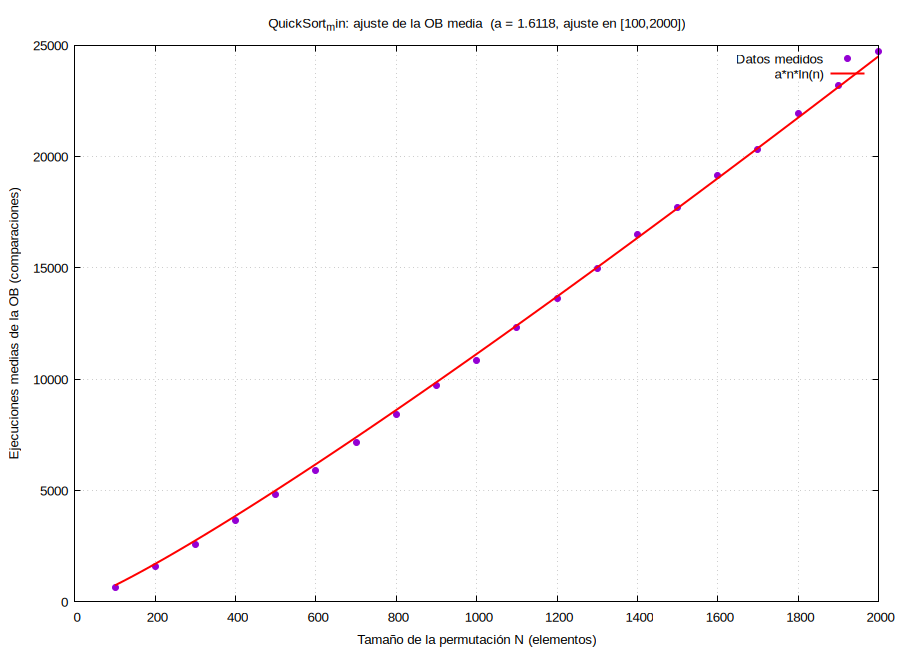 QuickSortmin: ajuste de la OB media (a = 1.6118, ajuste en [100,2000])
Datos medidos
a*n*ln(n)
Ejecuciones medias de la OB (comparaciones)
25000
20000
15000
10000
5000
0
0 200 400 600 800 1000 1200 1400 1600 1800 2000
Tamaño de la permutación N (elementos)